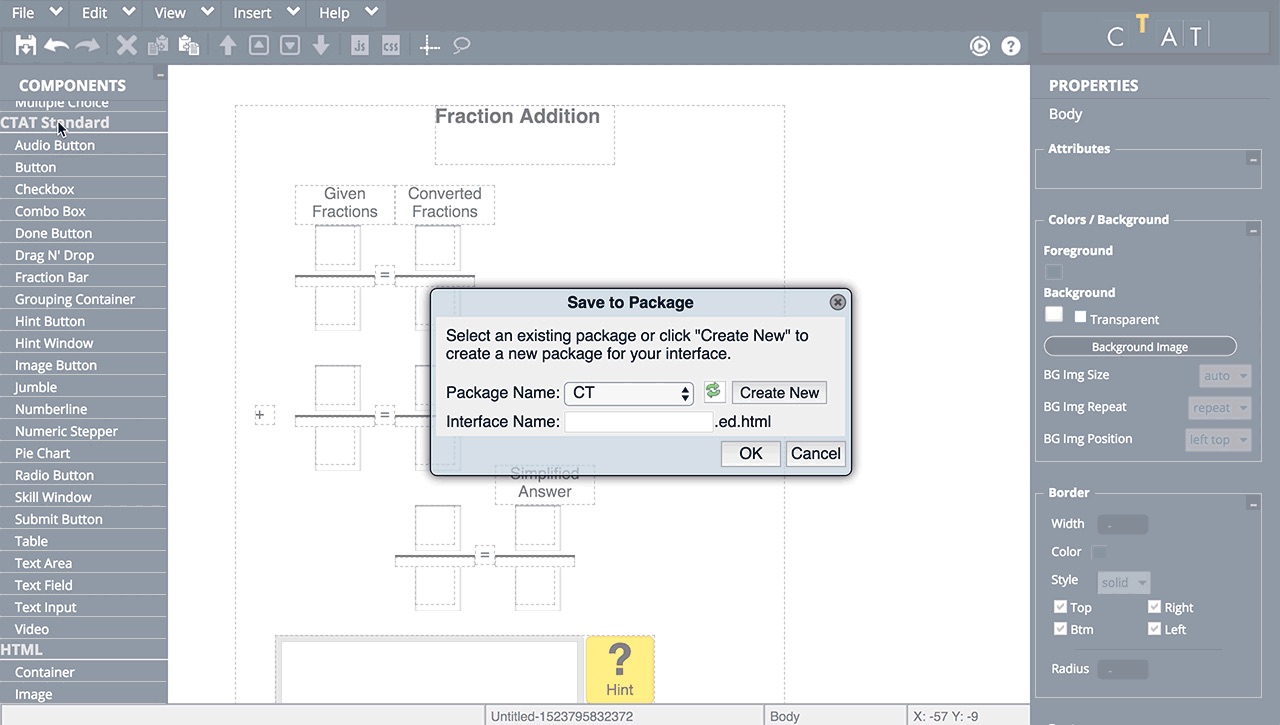 File Edit View Insert Help
js css
?
CTAT
COMPONENTS
Multiple Choice
CTAT Standard
Audio Button
Button
Checkbox
Combo Box
Done Button
Drag N' Drop
Fraction Bar
Grouping Container
Hint Button
Hint Window
Image Button
Jumble
Numberline
Numeric Stepper
Pie Chart
Radio Button
Skill Window
Submit Button
Table
Text Area
Text Field
Text Input
Video
HTML
Container
Image
Fraction Addition
Given
Fractions
Converted
Fractions
=
+
=
Simplified
Answer
=
?
Hint
Save to Package
Select an existing package or click "Create New" to
create a new package for your interface.
Package Name: CT Create New
Interface Name: .ed.html
OK Cancel
PROPERTIES
Body
Attributes
Colors / Background
Foreground
Background
Transparent
Background Image
BG Img Size auto
BG Img Repeat repeat
BG Img Position left top
Border
Width -
Color
Style solid
Top Right
Btm Left
Radius -
Untitled-1523795832372 Body X: -57 Y: -9